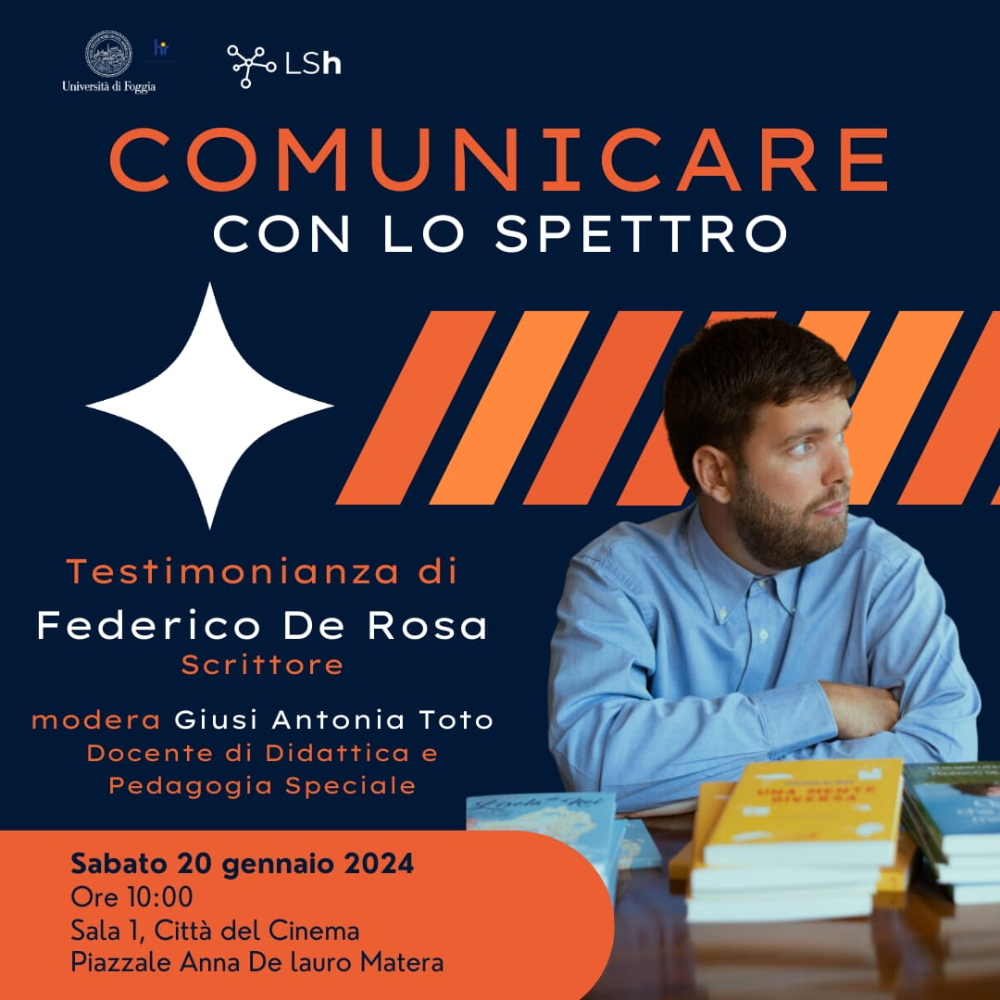 Università di Foggia
hr
LSh
COMUNICARE
CON LO SPETTRO
Testimonianza di
Federico De Rosa
Scrittore
modera Giusi Antonia Toto
Docente di Didattica e
Pedagogia Speciale
UNA MENTE
DIVERSA
Sabato 20 gennaio 2024
Ore 10:00
Sala 1, Città del Cinema
Piazzale Anna De lauro Matera